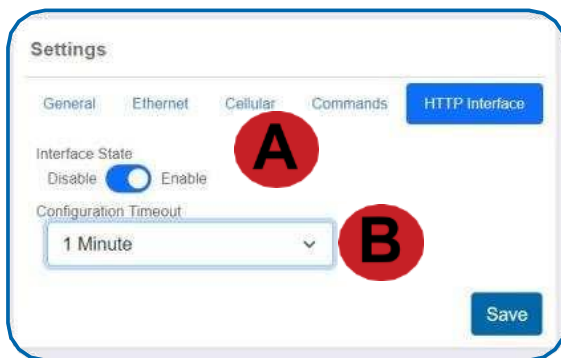 Settings
General Ethernet Cellular Commands HTTP Interface
A
Interface State
Disable Enable
Configuration Timeout
1 Minute
B
Save